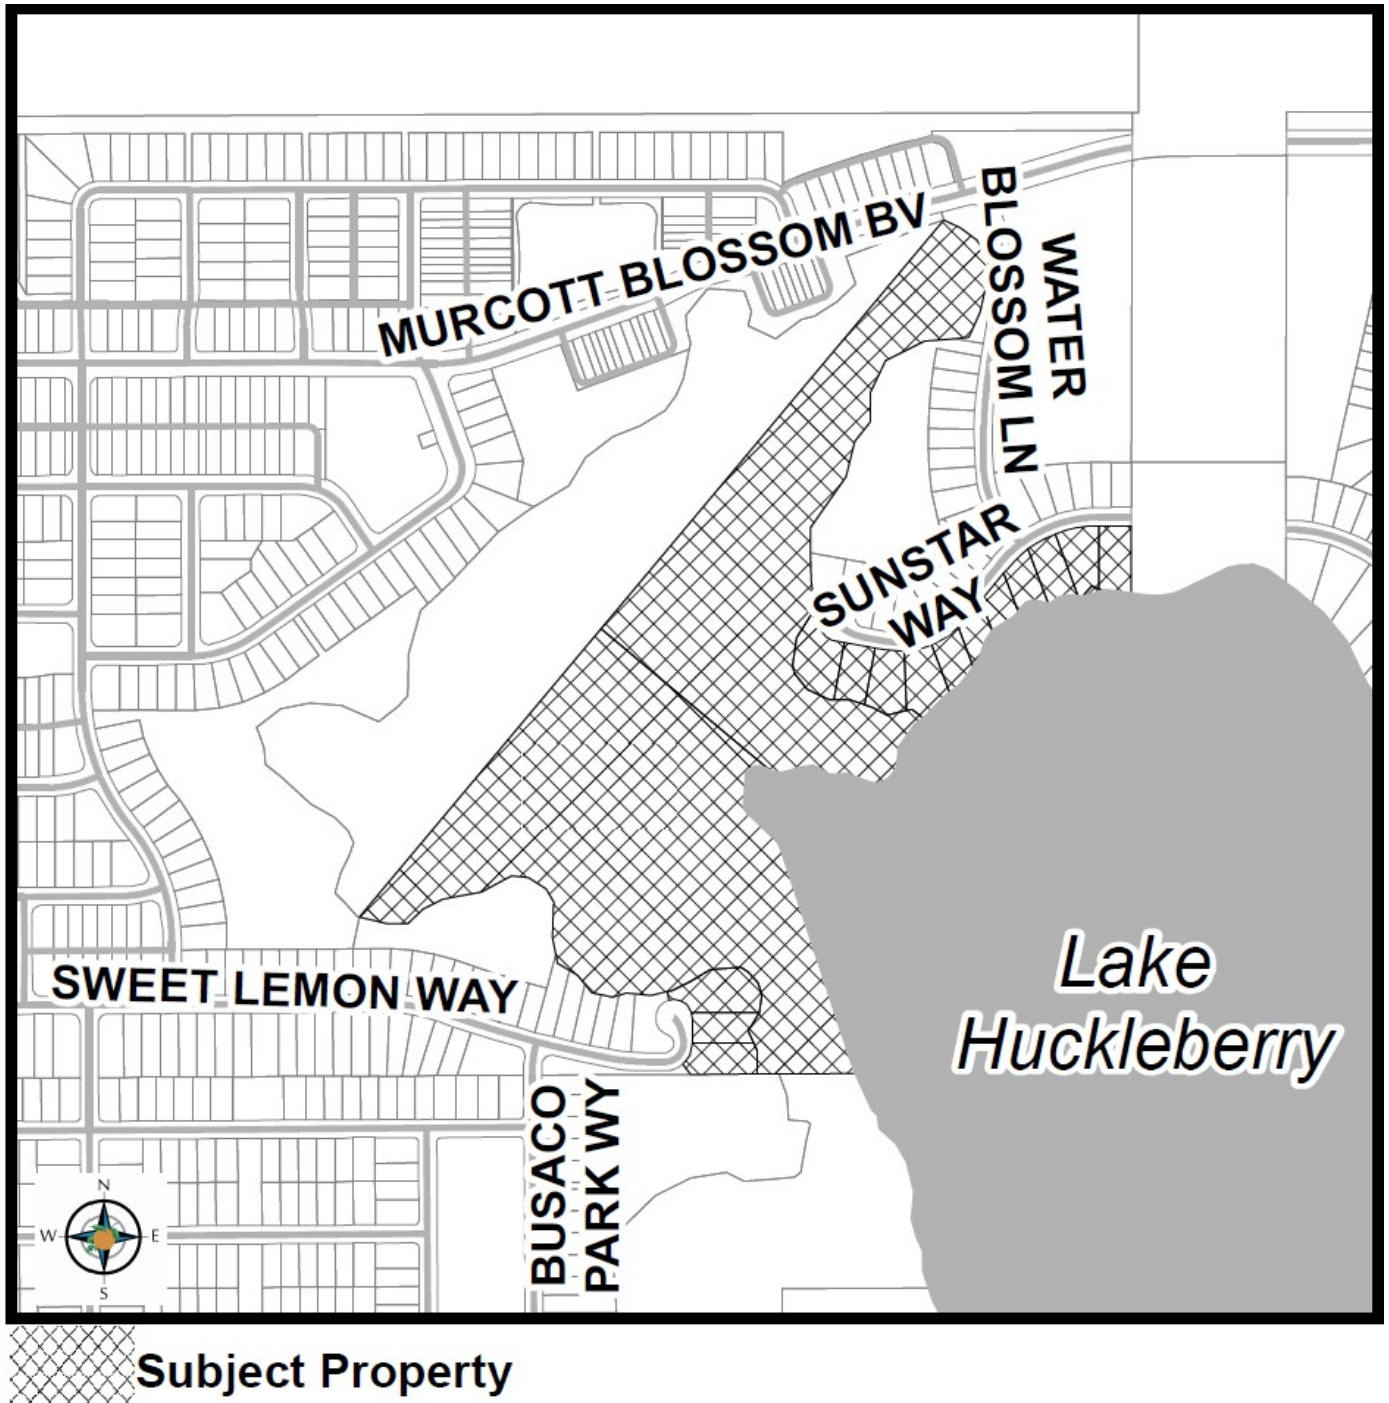 MURCOTT BLOSSOM BV
WATER
BLOSSOM LN
SUNSTAR
WAY
Lake
Huckleberry
SWEET LEMON WAY
BUSACO
PARK WY
N
W
E
S
Subject Property